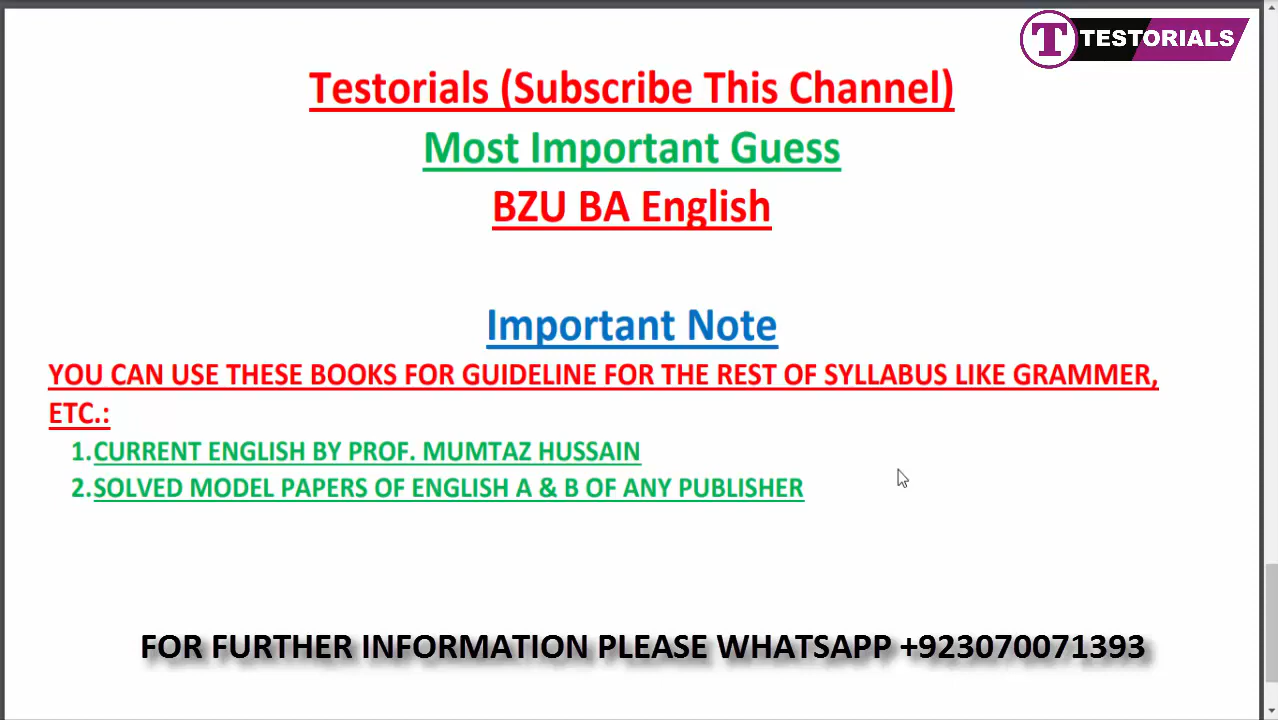 T TESTORIALS
Testorials (Subscribe This Channel)
Most Important Guess
BZU BA English
Important Note
YOU CAN USE THESE BOOKS FOR GUIDELINE FOR THE REST OF SYLLABUS LIKE GRAMMER,
ETC.:
1.CURRENT ENGLISH BY PROF. MUMTAZ HUSSAIN
2.SOLVED MODEL PAPERS OF ENGLISH A & B OF ANY PUBLISHER
FOR FURTHER INFORMATION PLEASE WHATSAPP +923070071393